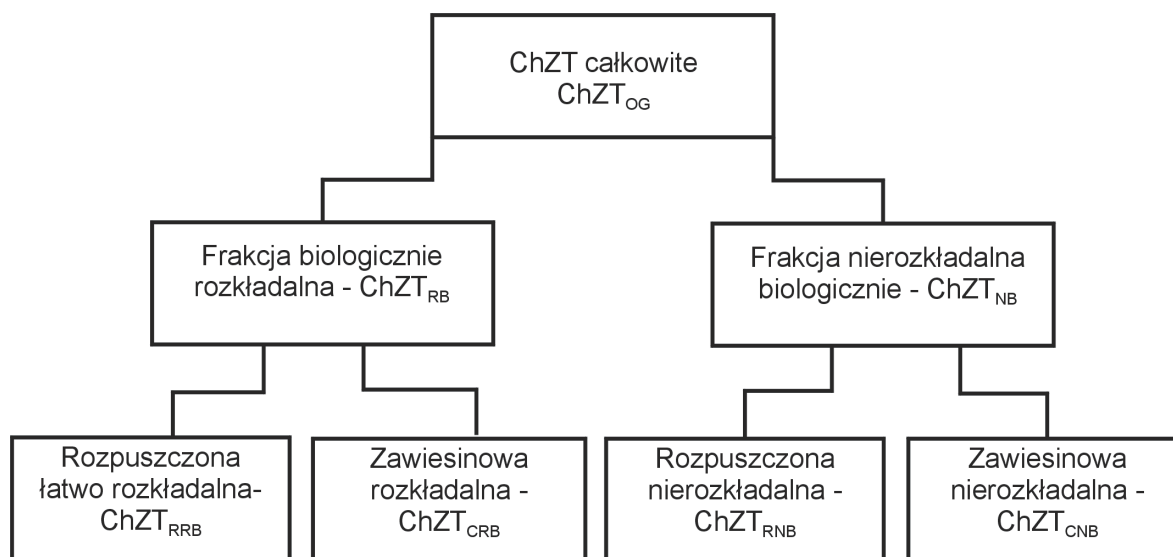 ChZT całkowite
ChZT_OG
Frakcja biologicznie
rozkładalna - ChZT_RB
Frakcja nierozkładalna
biologicznie - ChZT_NB
Rozpuszczona
łatwo rozkładalna-
ChZT_RRB
Zawiesinowa
rozkładalna -
ChZT_CRB
Rozpuszczona
nierozkładalna -
ChZT_RNB
Zawiesinowa
nierozkładalna -
ChZT_CNB